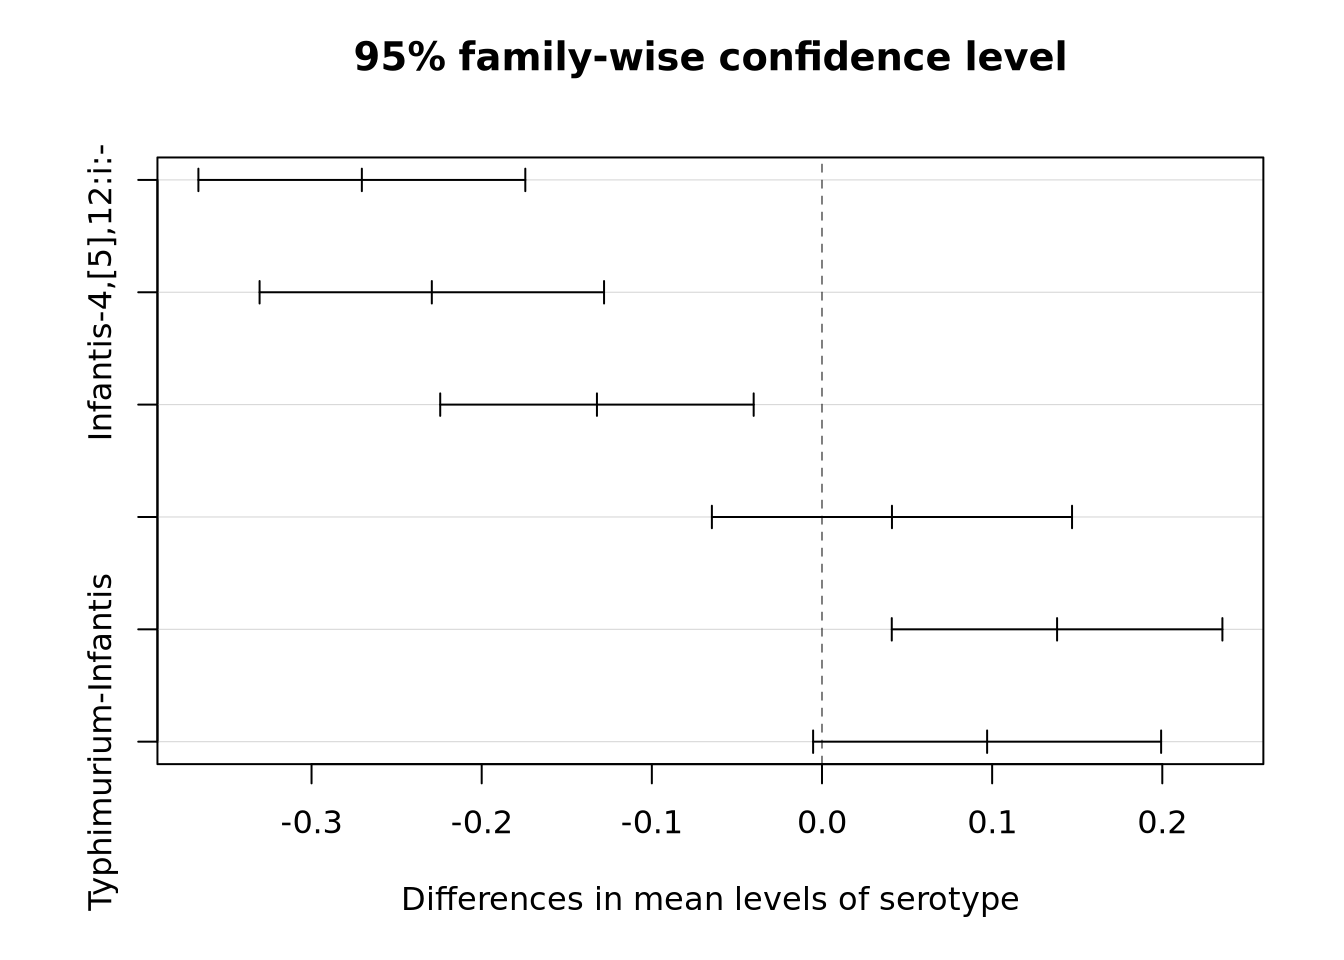 95% family-wise confidence level
Infantis-4,[5],12:i:-
Typhimurium-Infantis
-0.3 -0.2 -0.1 0.0 0.1 0.2
Differences in mean levels of serotype